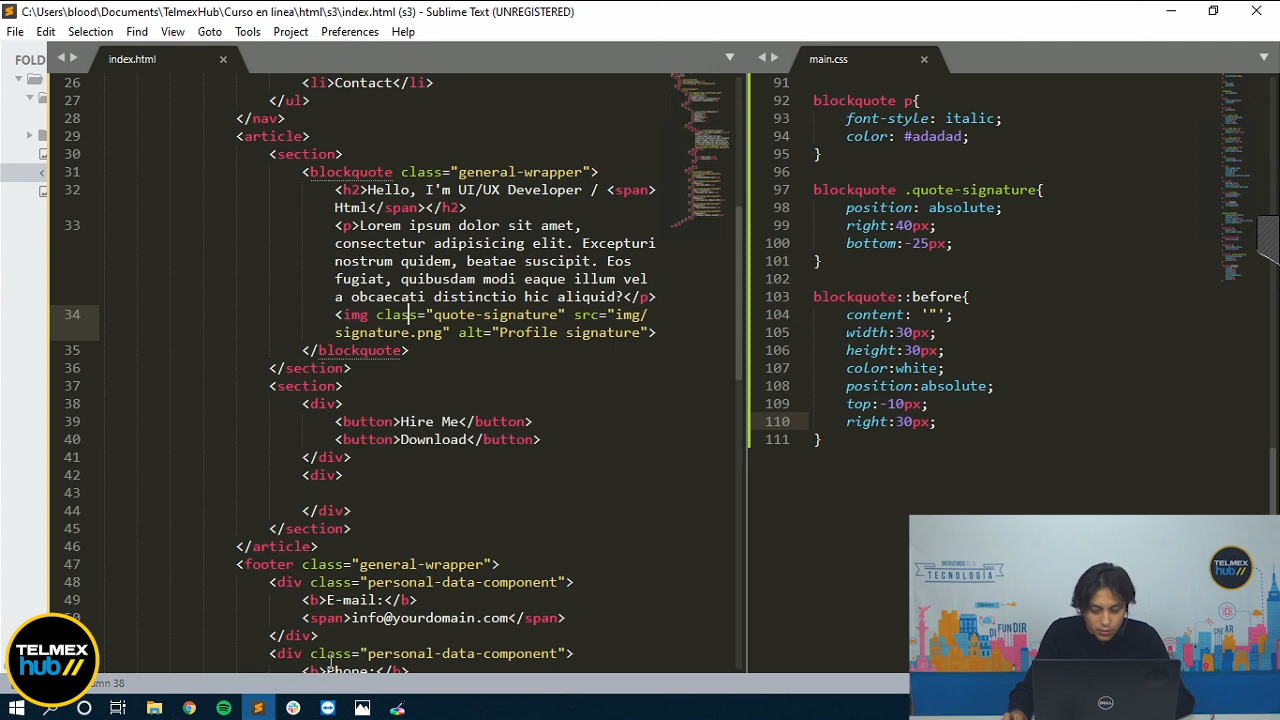 C:\Users\blood\Documents\TelmexHub\Curso en linea\html\s3\index.html (s3) - Sublime Text (UNREGISTERED)
File Edit Selection Find View Goto Tools Project Preferences Help
FOLD
index.html
26 <li>Contact</li>
27 </ul>
28 </nav>
29 <article>
30 <section>
31 <blockquote class="general-wrapper">
32 <h2>Hello, I'm UI/UX Developer / <span>
Html</span></h2>
33 <p>Lorem ipsum dolor sit amet,
consectetur adipisicing elit. Excepturi
nostrum quidem, beatae suscipit. Eos
fugiat, quibusdam modi eaque illum vel
a obcaecati distinctio hic aliquid?</p>
34 <img class="quote-signature" src="img/
signature.png" alt="Profile signature">
35 </blockquote>
36 </section>
37 <section>
38 <div>
39 <button>Hire Me</button>
40 <button>Download</button>
41 </div>
42 <div>
43
44 </div>
45 </section>
46 </article>
47 <footer class="general-wrapper">
48 <div class="personal-data-component">
49 <b>E-mail:</b>
50 <span>info@yourdomain.com</span>
</div>
<div class="personal-data-component">
<b>Phone:</b>
main.css
91
92 blockquote p{
93 font-style: italic;
94 color: #adadad;
95 }
96
97 blockquote .quote-signature{
98 position: absolute;
99 right:40px;
100 bottom:-25px;
101 }
102
103 blockquote::before{
104 content: '"';
105 width:30px;
106 height:30px;
107 color:white;
108 position:absolute;
109 top:-10px;
110 right:30px;
111 }
TELMEX
hub//
BIENVENIDOS A LA
TECNOLOGÍA
TELMEX
hub//
DIFUNDIR
CREAR
DELL